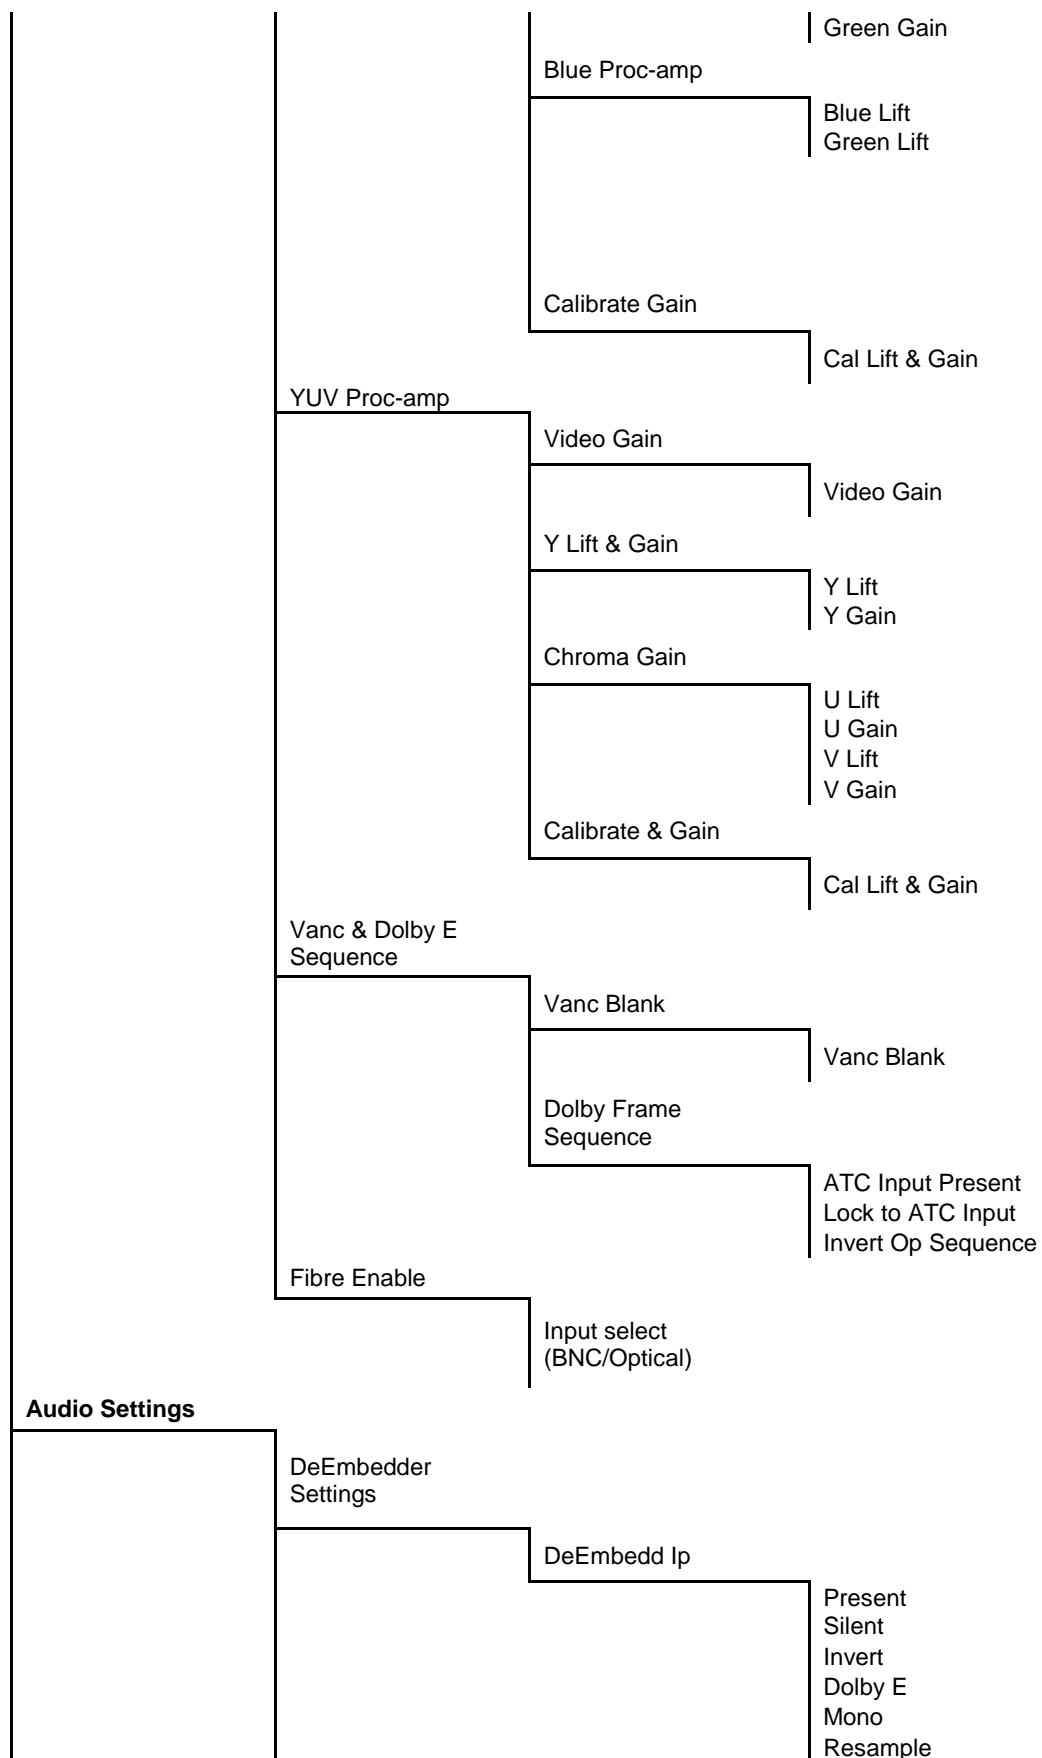 Green Gain
Blue Proc-amp
Blue Lift
Green Lift
Calibrate Gain
Cal Lift & Gain
YUV Proc-amp
Video Gain
Video Gain
Y Lift & Gain
Y Lift
Y Gain
Chroma Gain
U Lift
U Gain
V Lift
V Gain
Calibrate & Gain
Cal Lift & Gain
Vanc & Dolby E
Sequence
Vanc Blank
Vanc Blank
Dolby Frame
Sequence
ATC Input Present
Lock to ATC Input
Invert Op Sequence
Fibre Enable
Input select
(BNC/Optical)
Audio Settings
DeEmbedder
Settings
DeEmbedd Ip
Present
Silent
Invert
Dolby E
Mono
Resample